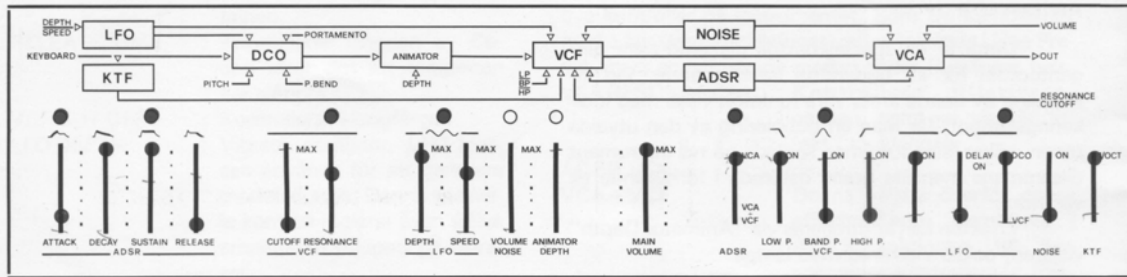 DEPTH
SPEED
LFO
PORTAMENTO
NOISE
VOLUME
KEYBOARD
DCO
ANIMATOR
VCF
VCA
OUT
KTF
PITCH
P.BEND
DEPTH
LP
BP
HP
ADSR
RESONANCE
CUTOFF
MAX MAX MAX MAX MAX MAX
VCA ON ON ON ON DELAY DCO ON V/OCT
VCA
+
VCF
VCF
ATTACK DECAY SUSTAIN RELEASE CUTOFF RESONANCE DEPTH SPEED VOLUME ANIMATOR MAIN ADSR LOW P. BAND P. HIGH P. LFO NOISE KTF
ADSR VCF LFO NOISE DEPTH VOLUME VCF